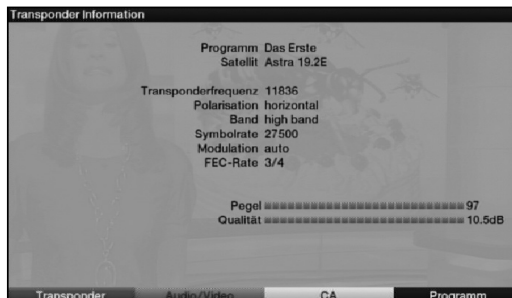 Transponder Information
Programm Das Erste
Satellit Astra 19.2E
Transponderfrequenz 11836
Polarisation horizontal
Band high band
Symbolrate 27500
Modulation auto
FEC-Rate 3/4
Pegel 97
Qualität 10.5dB
Transponder Audio/Video CA Programm